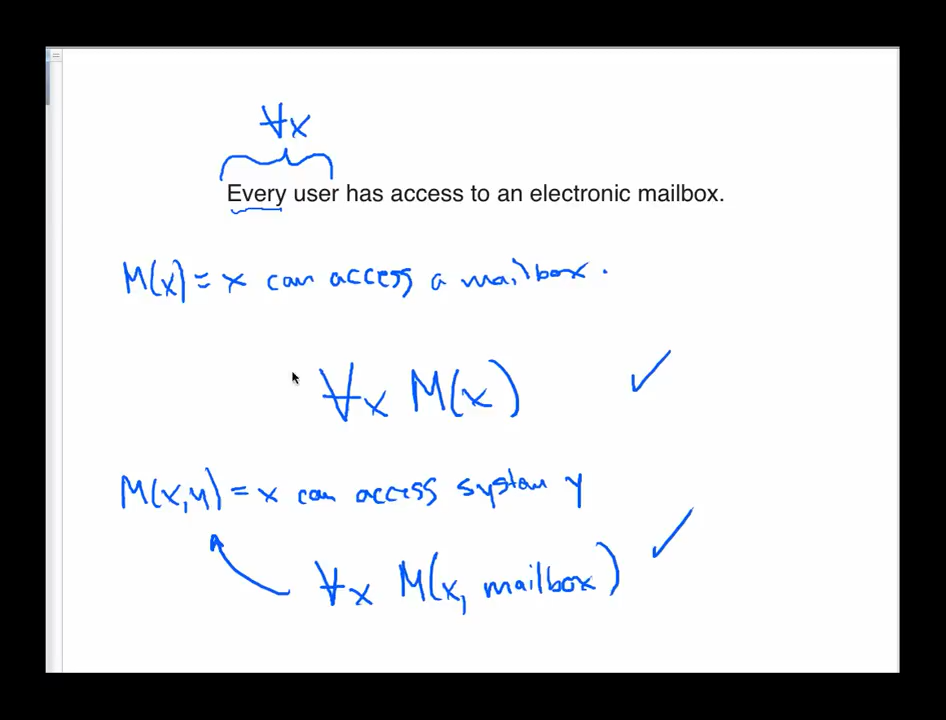 ∀x
Every user has access to an electronic mailbox.
M(x) = x can access a mailbox.
∀x M(x) ✓
M(x,y) = x can access system y
∀x M(x, mailbox) ✓